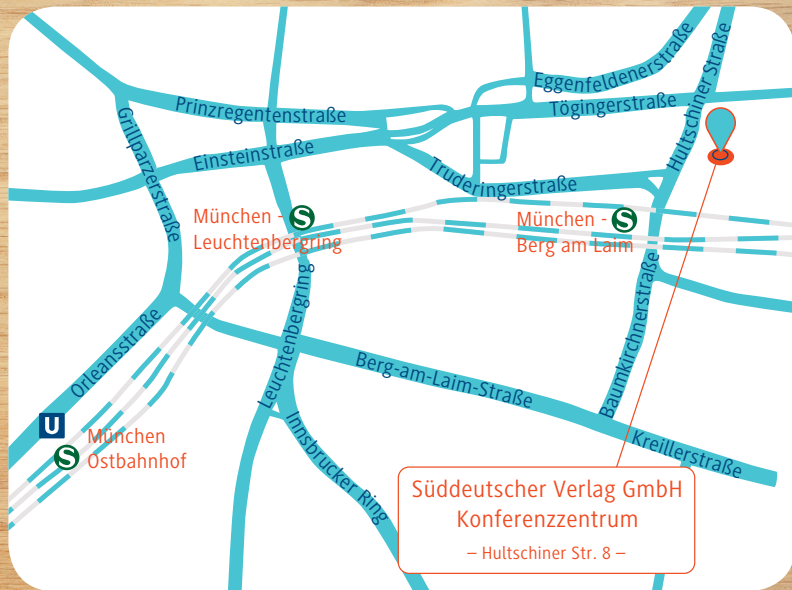 Eggenfeldenerstraße
Hultschiner Straße
Prinzregentenstraße
Tögingerstraße
Grillparzerstraße
Einsteinstraße
Truderingerstraße
München -
S
Leuchtenbergring
München -
S
Berg am Laim
Leuchtenbergring
Baumkirchnerstraße
Orleansstraße
Berg-am-Laim-Straße
U
München
S
Ostbahnhof
Innsbrucker Ring
Kreillerstraße
Süddeutscher Verlag GmbH
Konferenzzentrum
– Hultschiner Str. 8 –